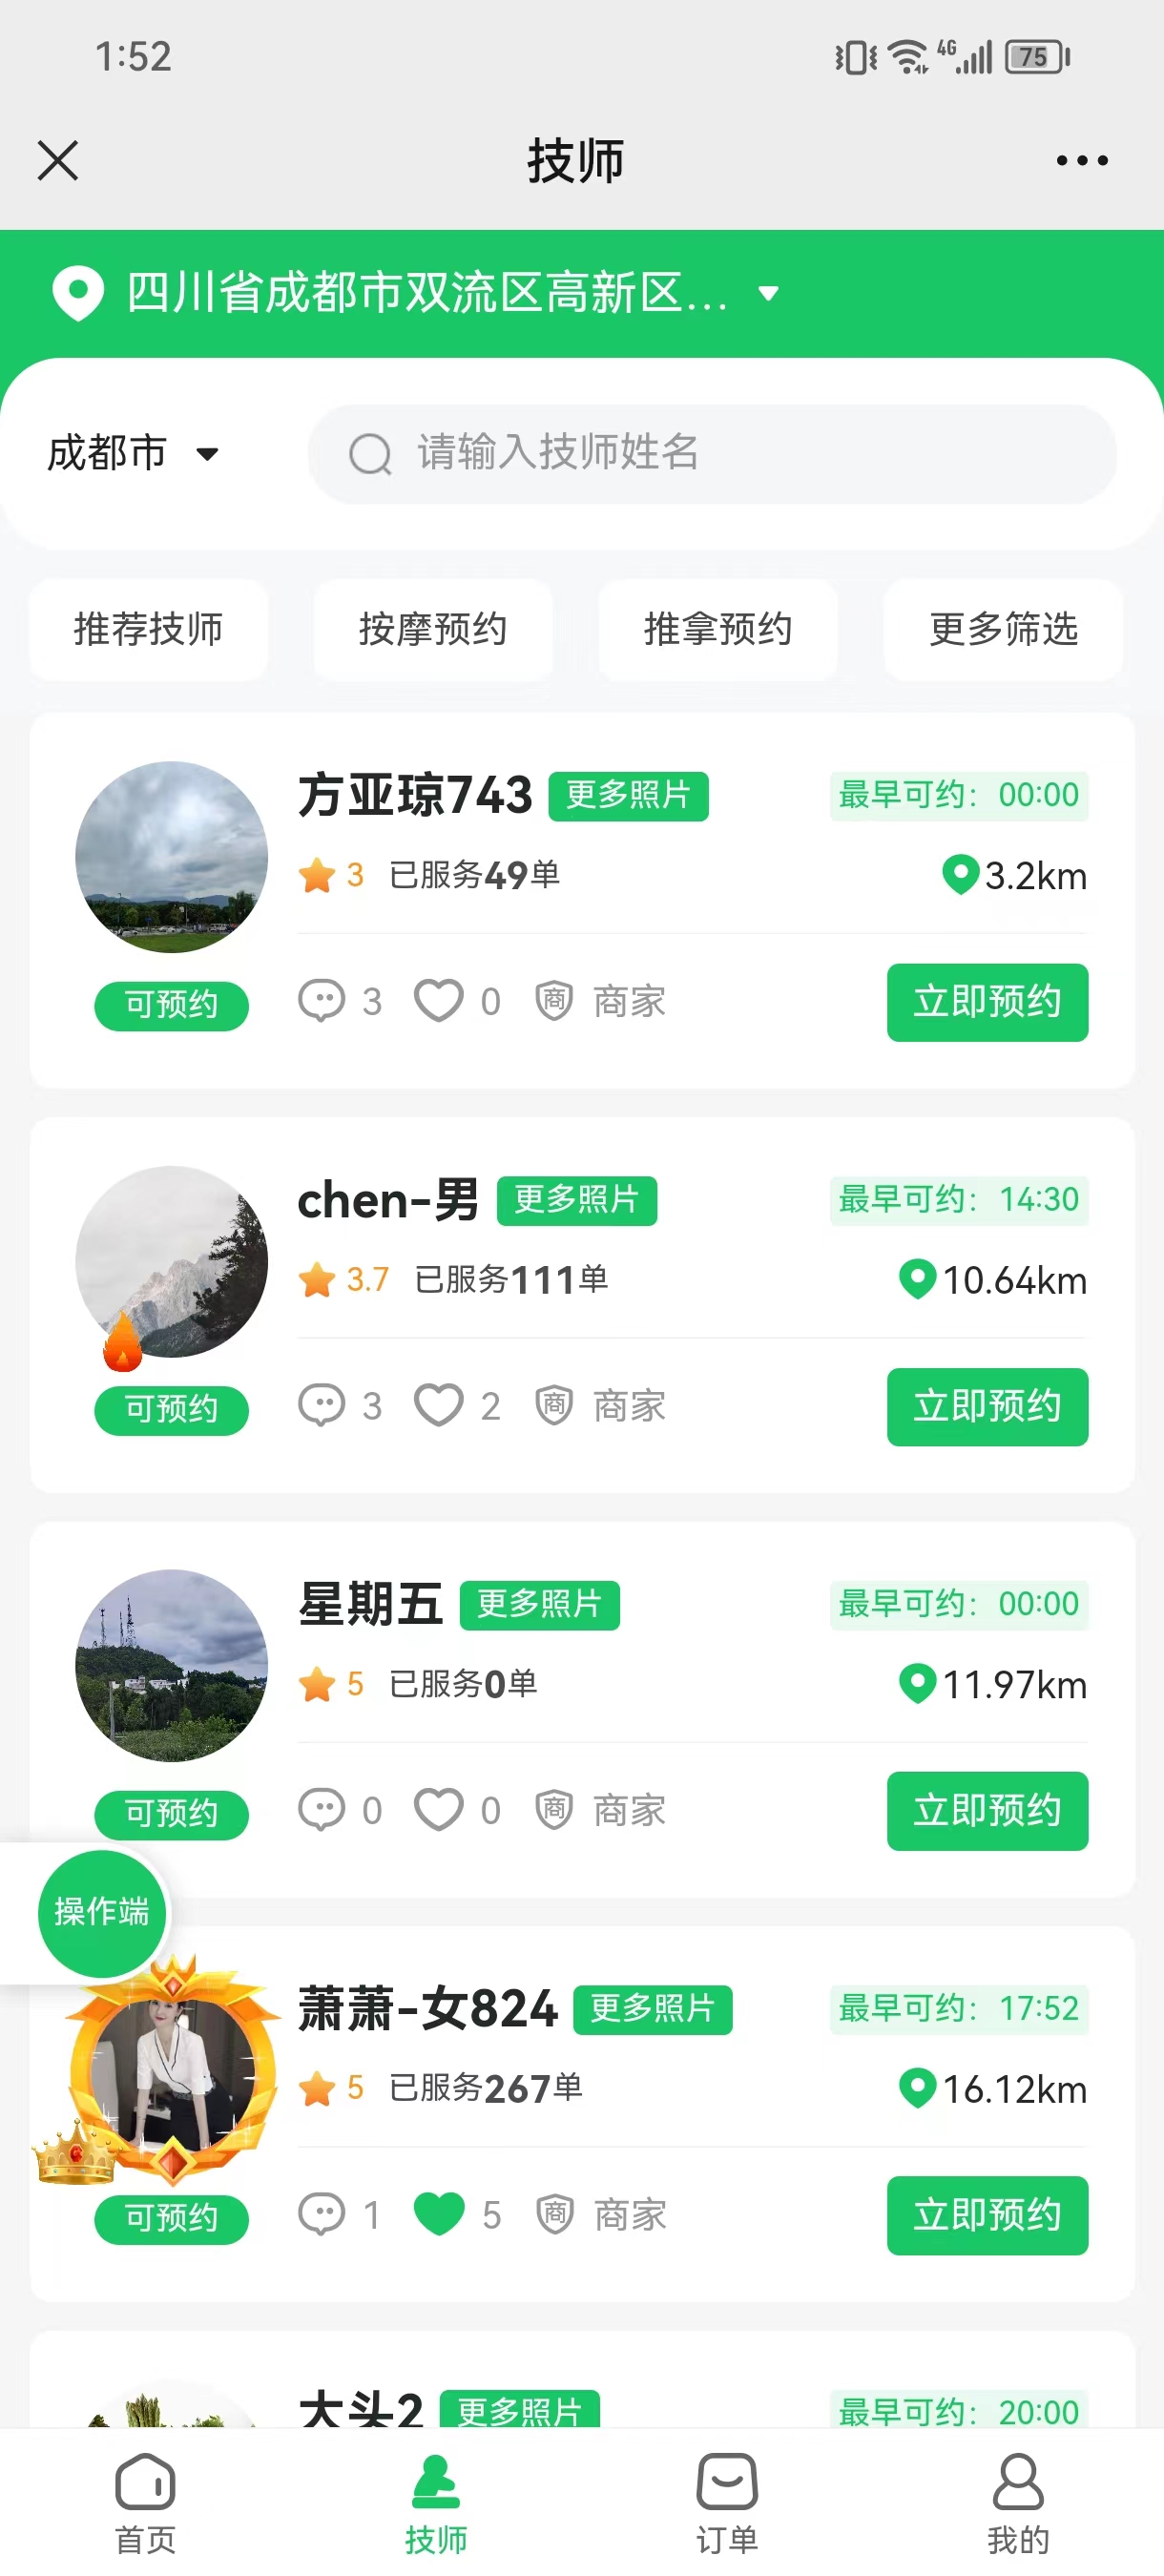 1:52
4G
75
技师
四川省成都市双流区高新区...
成都市
请输入技师姓名
推荐技师 按摩预约 推拿预约 更多筛选
方亚琼743 更多照片 最早可约： 00:00
3 已服务49单 3.2km
可预约 3 0 商 商家 立即预约
chen-男 更多照片 最早可约： 14:30
3.7 已服务111单 10.64km
可预约 3 2 商 商家 立即预约
星期五 更多照片 最早可约： 00:00
5 已服务0单 11.97km
可预约 0 0 商 商家 立即预约
操作端
萧萧-女824 更多照片 最早可约： 17:52
5 已服务267单 16.12km
可预约 1 5 商 商家 立即预约
大头2 更多照片 最早可约： 20:00
首页 技师 订单 我的